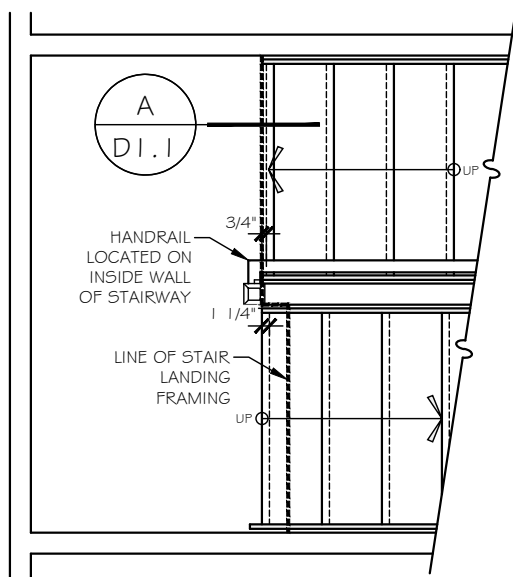 A
D1.1
UP
3/4"
HANDRAIL
LOCATED ON
INSIDE WALL
OF STAIRWAY
1 1/4"
LINE OF STAIR
LANDING
FRAMING
UP